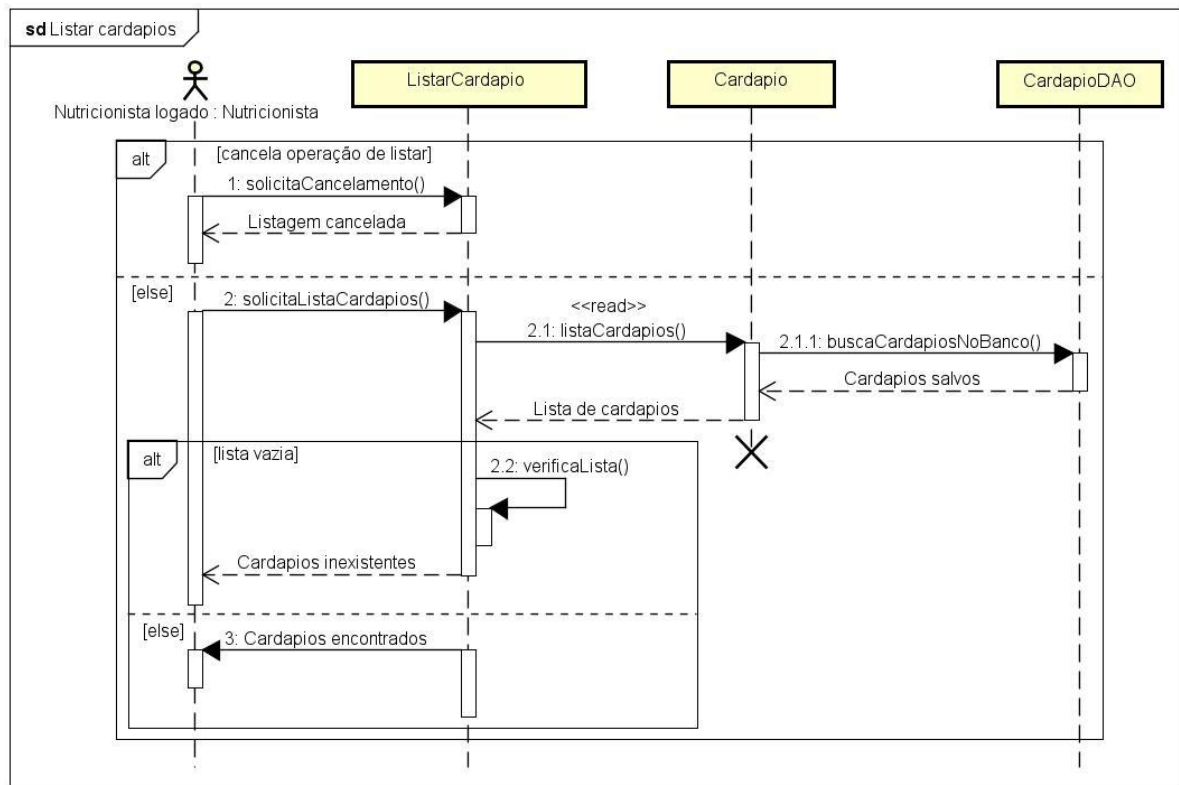 sd Listar cardapios
ListarCardapio
Cardapio
CardapioDAO
Nutricionista logado : Nutricionista
alt
[cancela operação de listar]
1: solicitaCancelamento()
Listagem cancelada
[else]
2: solicitaListaCardapios()
<<read>>
2.1: listaCardapios()
2.1.1: buscaCardapiosNoBanco()
Cardapios salvos
Lista de cardapios
alt
[lista vazia]
2.2: verificaLista()
Cardapios inexistentes
[else]
3: Cardapios encontrados